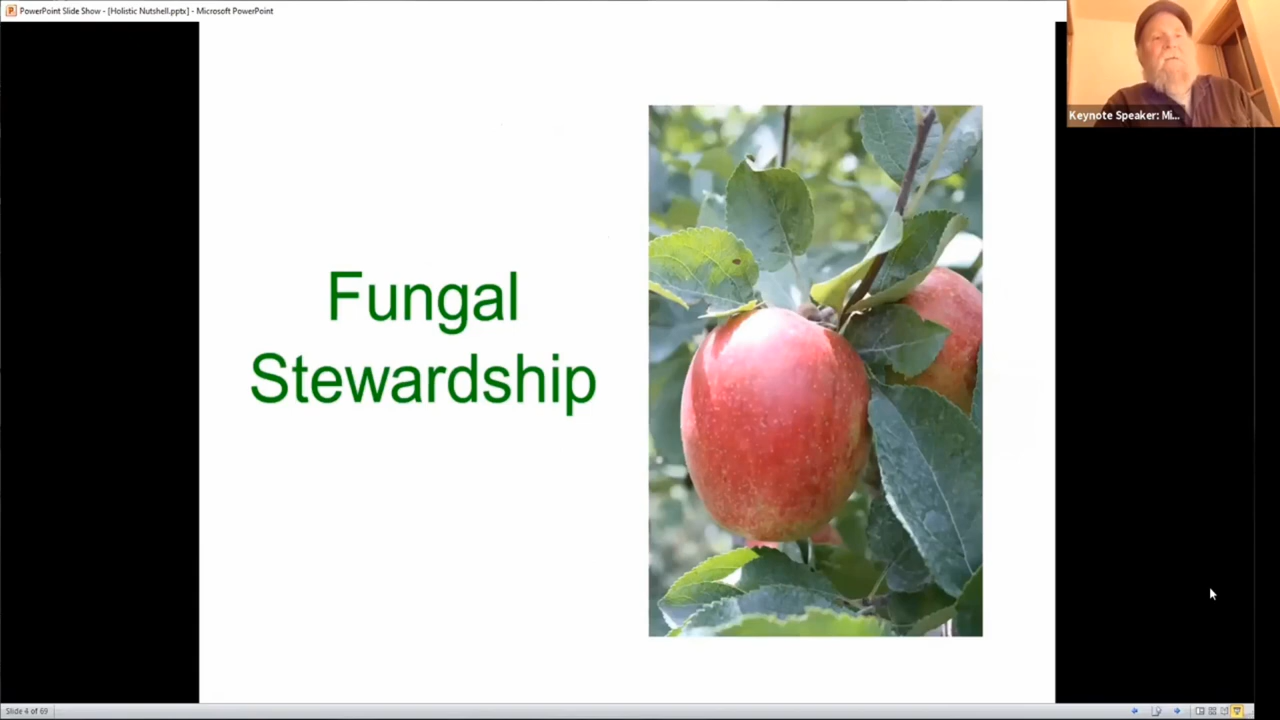 PowerPoint Slide Show - [Holistic Nutshell.pptx] - Microsoft PowerPoint
Keynote Speaker: Mi...
Fungal
Stewardship
Slide 4 of 69